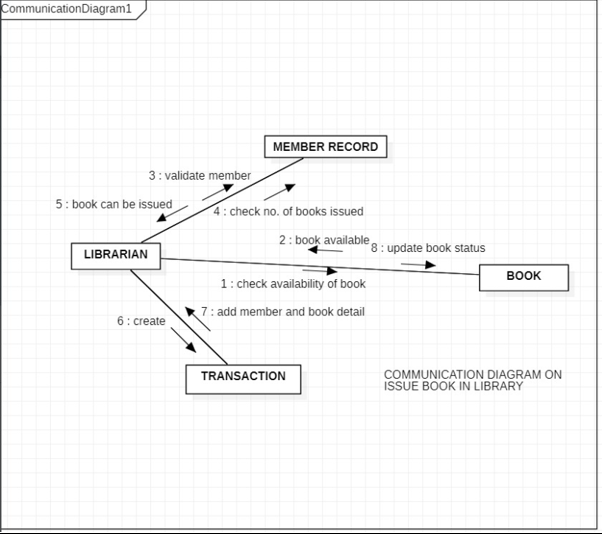 CommunicationDiagram1
MEMBER RECORD
3 : validate member
5 : book can be issued
4 : check no. of books issued
2 : book available
8 : update book status
LIBRARIAN
BOOK
1 : check availability of book
7 : add member and book detail
6 : create
TRANSACTION
COMMUNICATION DIAGRAM ON
ISSUE BOOK IN LIBRARY